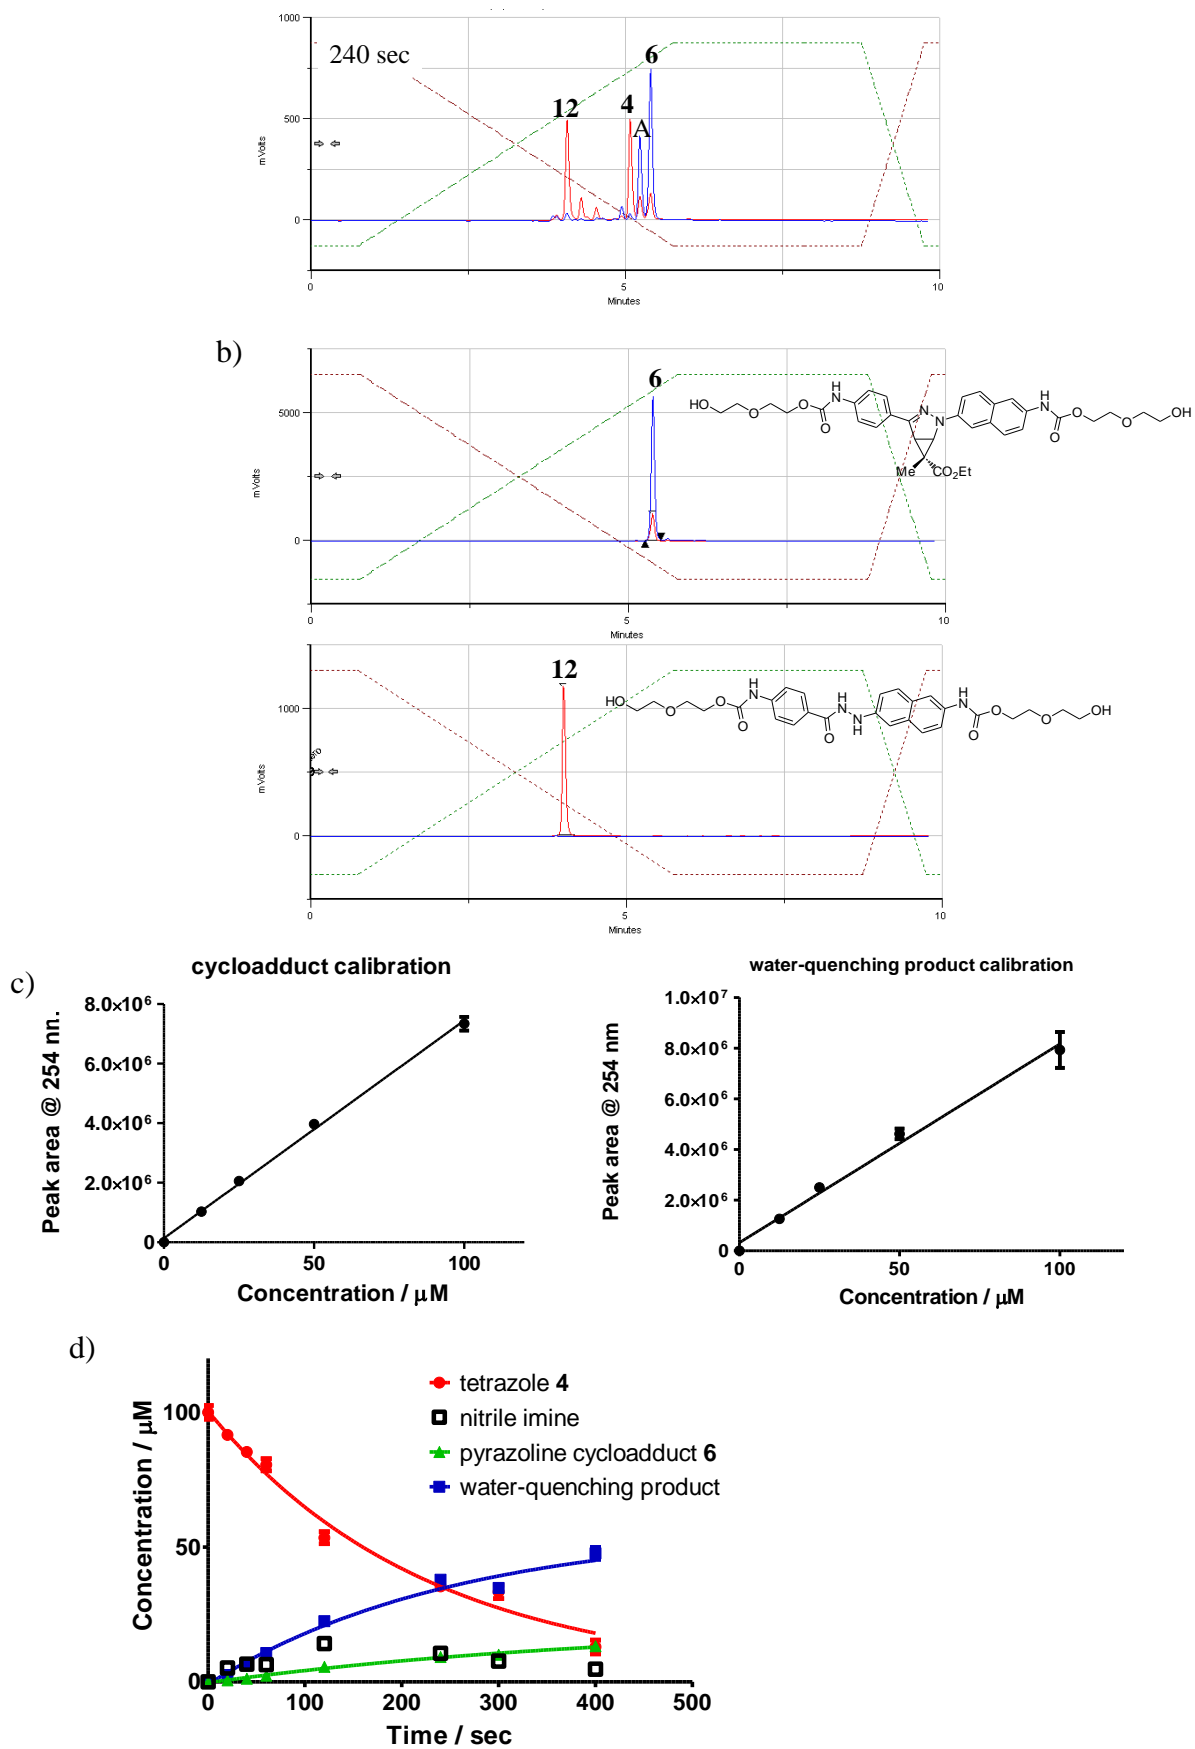 1000
240 sec
6
12
4
A
500
mVolts
0
0
5
10
Minutes
b)
6
5000
mVolts
0
HO
O
O
O
H
N
N
N
H
N
O
O
O
OH
Me
CO2Et
0
5
10
Minutes
12
1000
mVolts
0
HO
O
O
O
H
N
O
H
N
N
H
H
N
O
O
O
OH
0
5
10
Minutes
c)
cycloadduct calibration
Peak area @ 254 nn.
8.0×10⁶
6.0×10⁶
4.0×10⁶
2.0×10⁶
0
0
50
100
Concentration / μM
water-quenching product calibration
Peak area @ 254 nm
1.0×10⁷
8.0×10⁶
6.0×10⁶
4.0×10⁶
2.0×10⁶
0
0
50
100
Concentration / μM
d)
Concentration / μM
100
50
0
tetrazole 4
nitrile imine
pyrazoline cycloadduct 6
water-quenching product
0
100
200
300
400
500
Time / sec